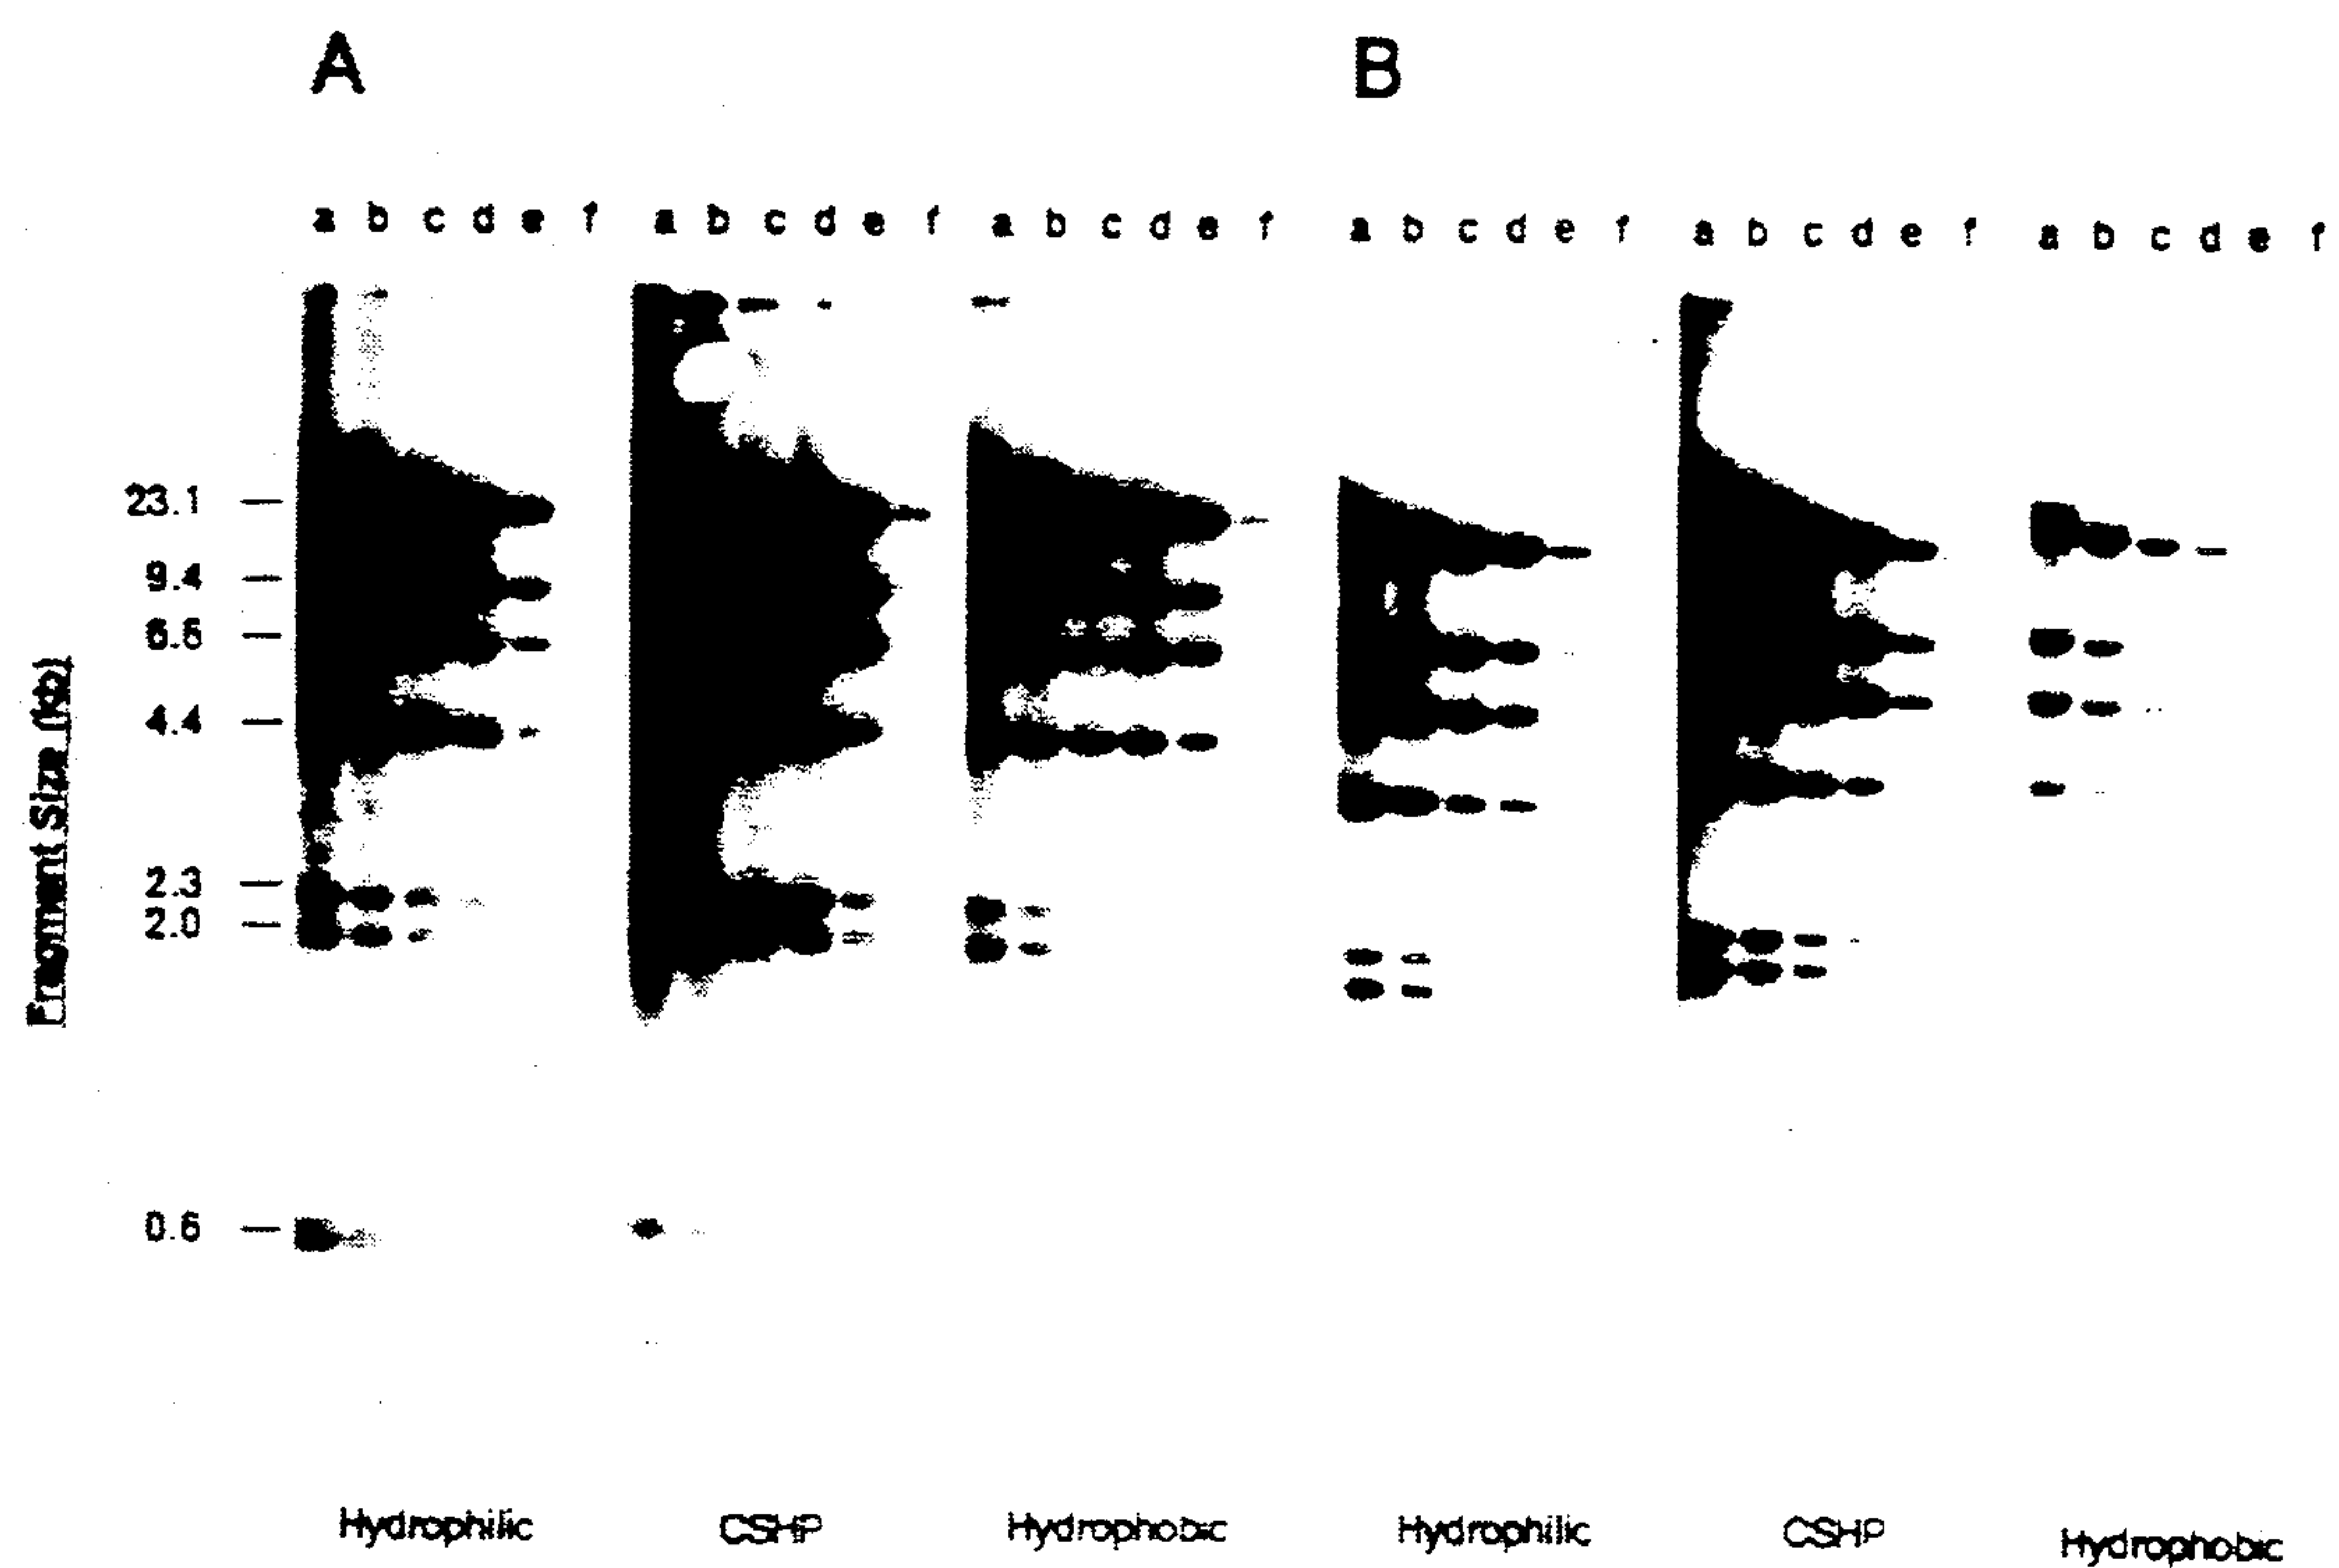 A B
a b c d e f a b c d e f a b c d e f a b c d e f a b c d e f a b c d e f
23.1
9.4
6.6
4.4
2.3
2.0
0.6
Fragment Size (kb)
Hydrophilic CSHP Hydrophobic Hydrophilic CSHP Hydrophobic